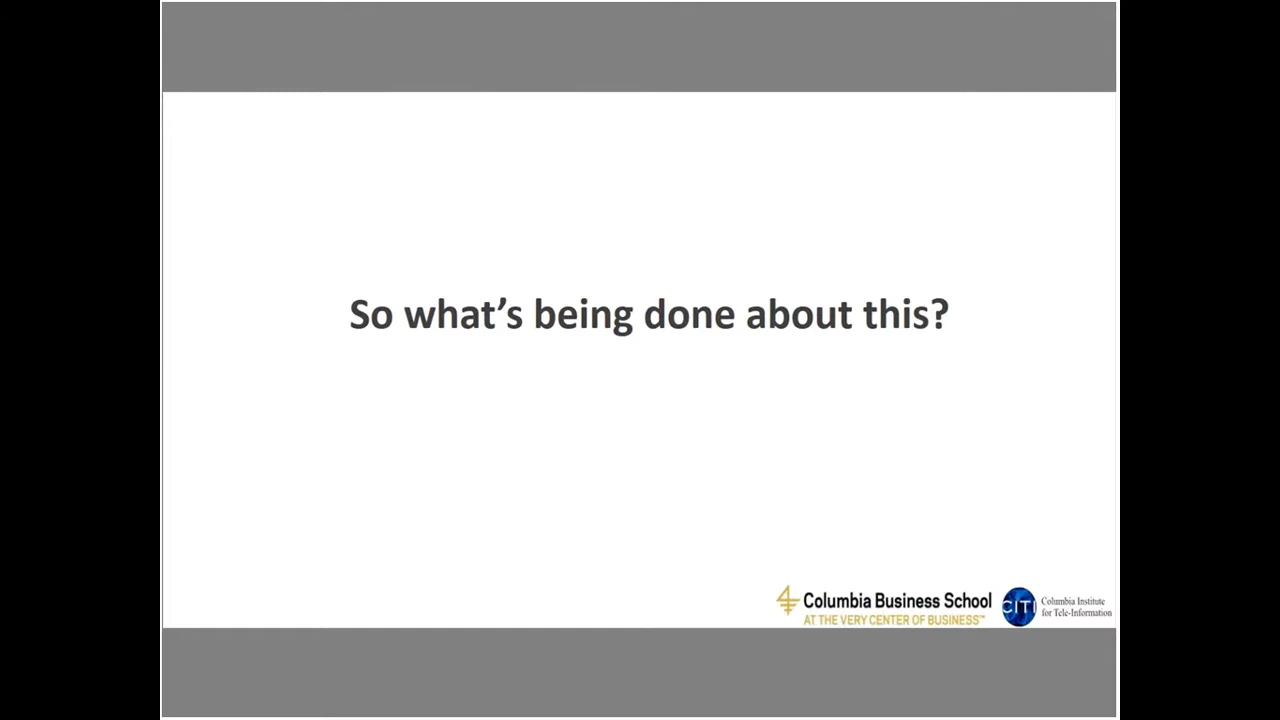 So what’s being done about this?
Columbia Business School
AT THE VERY CENTER OF BUSINESS™
CITI
Columbia Institute
for Tele-Information